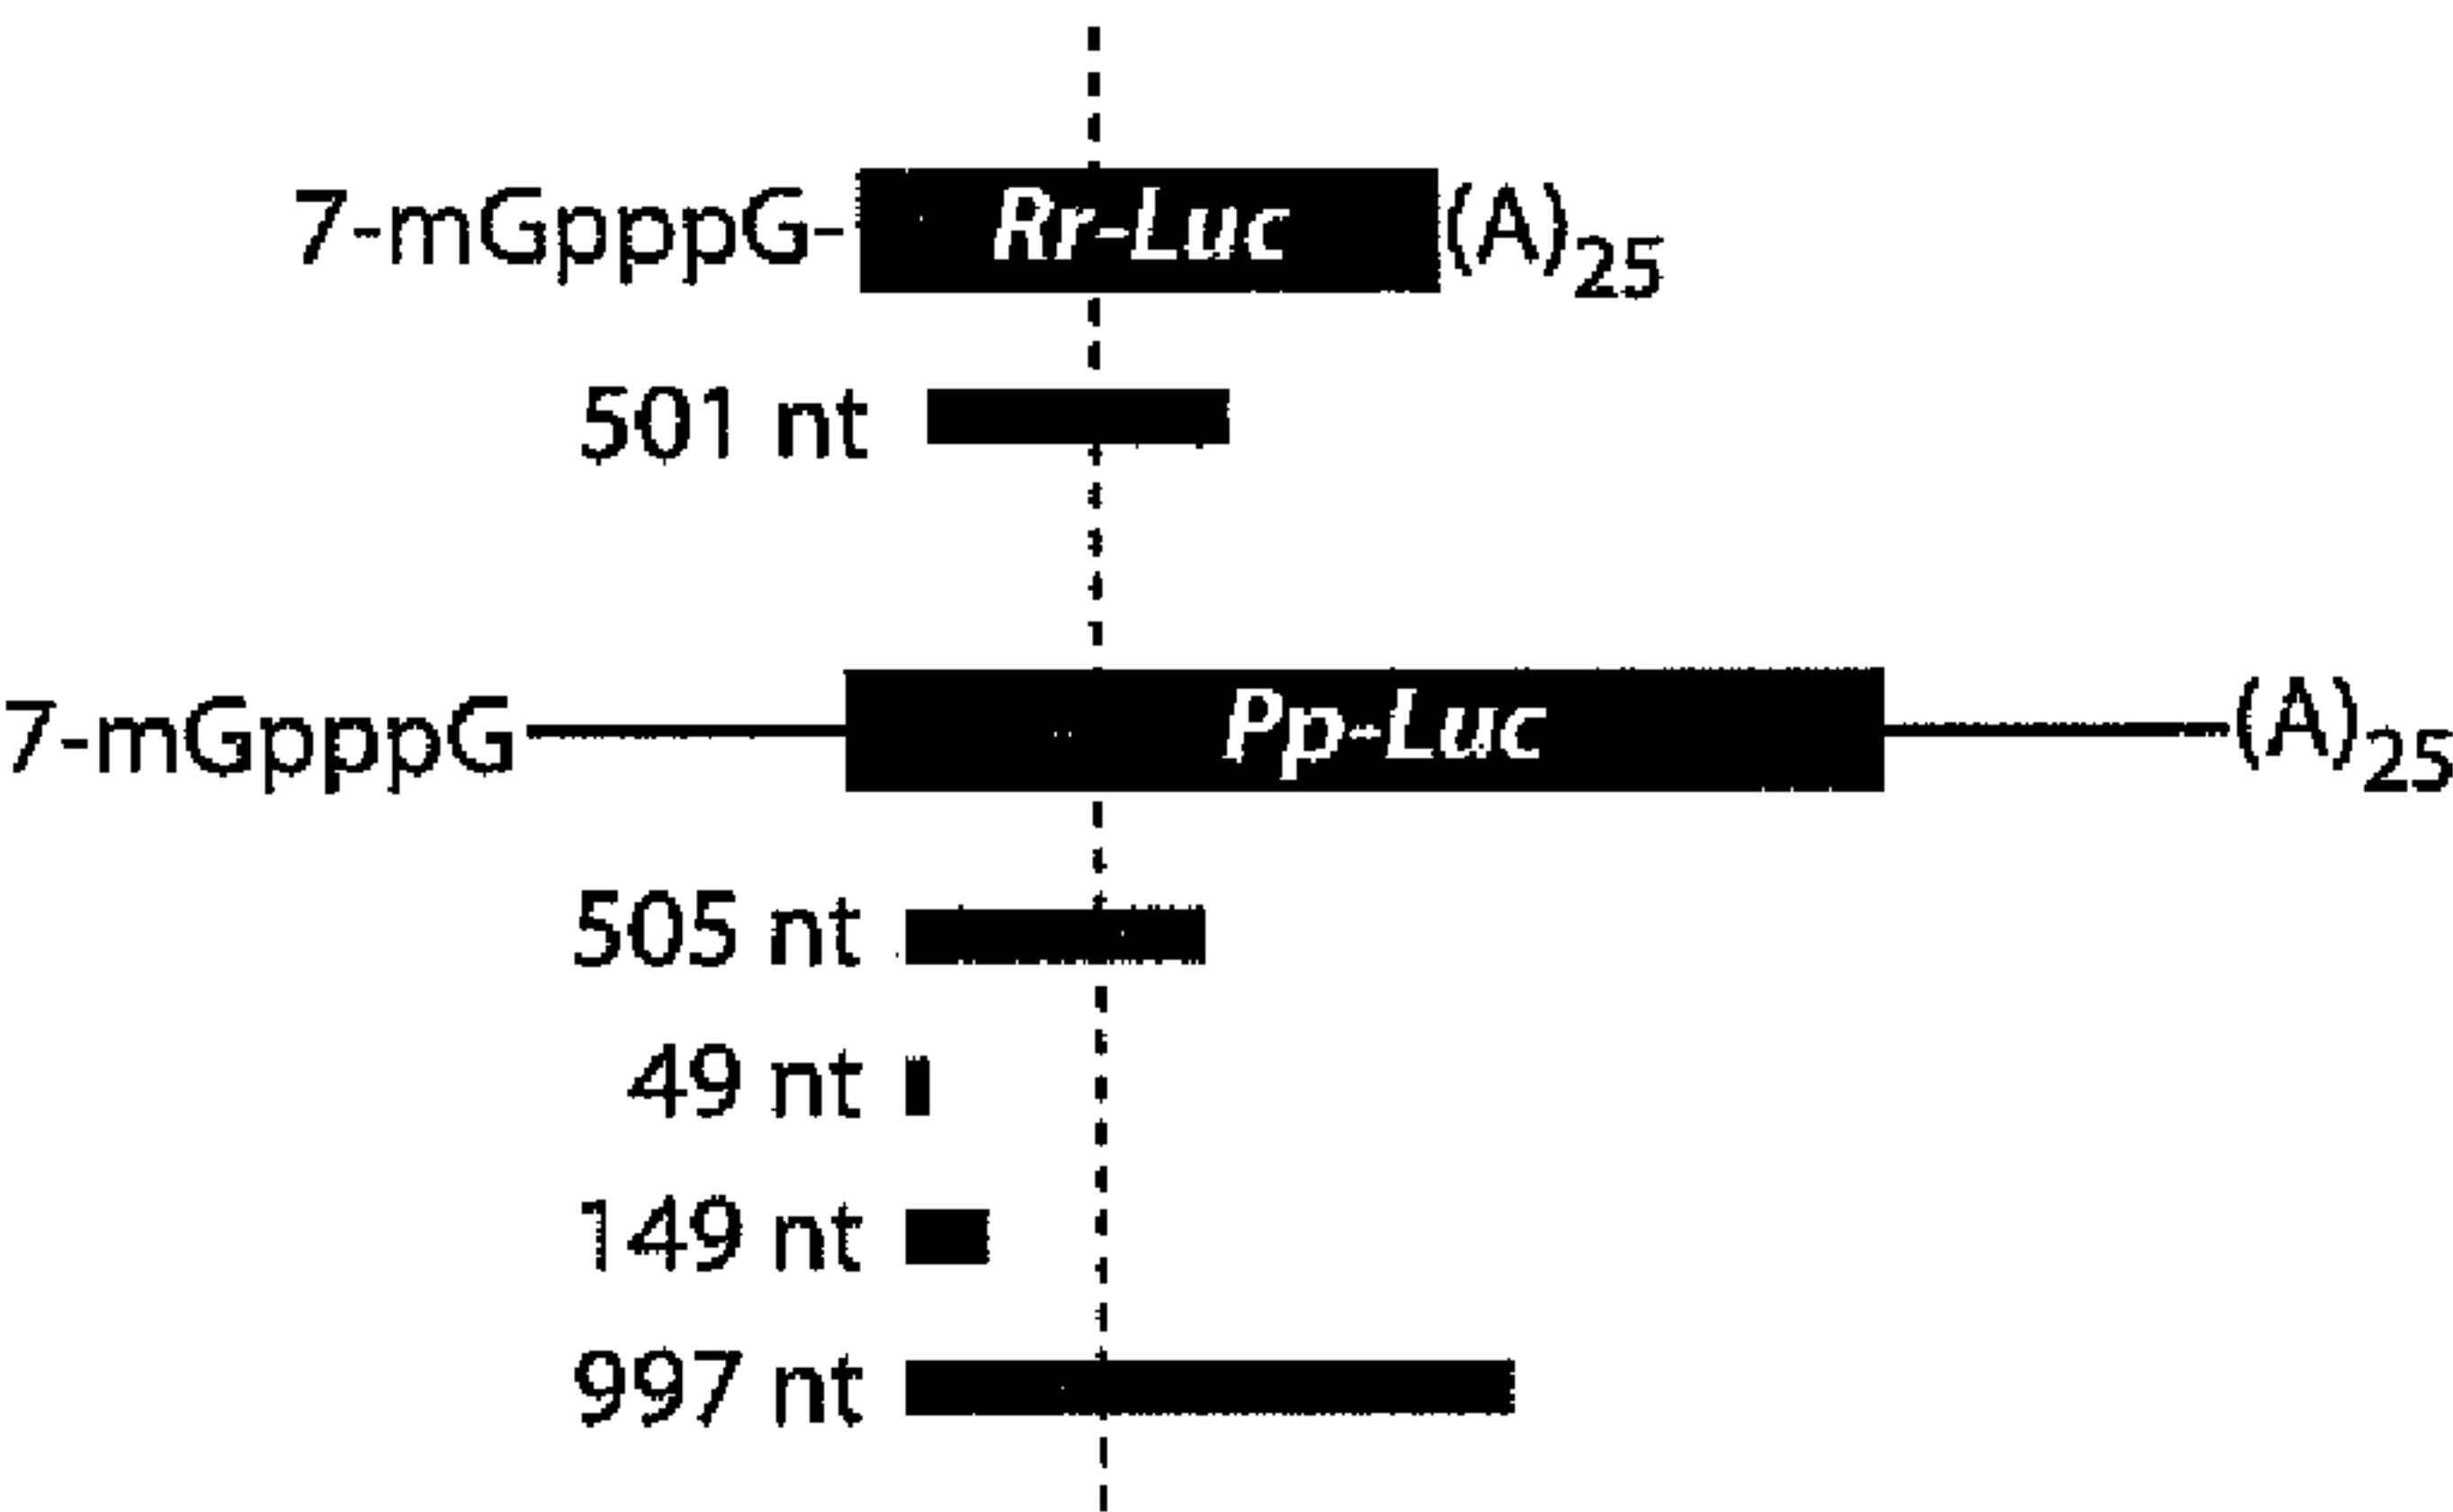 7-mGpppG- Rr-Luc (A)25
501 nt
7-mGpppG Pp-Luc (A)25
505 nt
49 nt
149 nt
997 nt